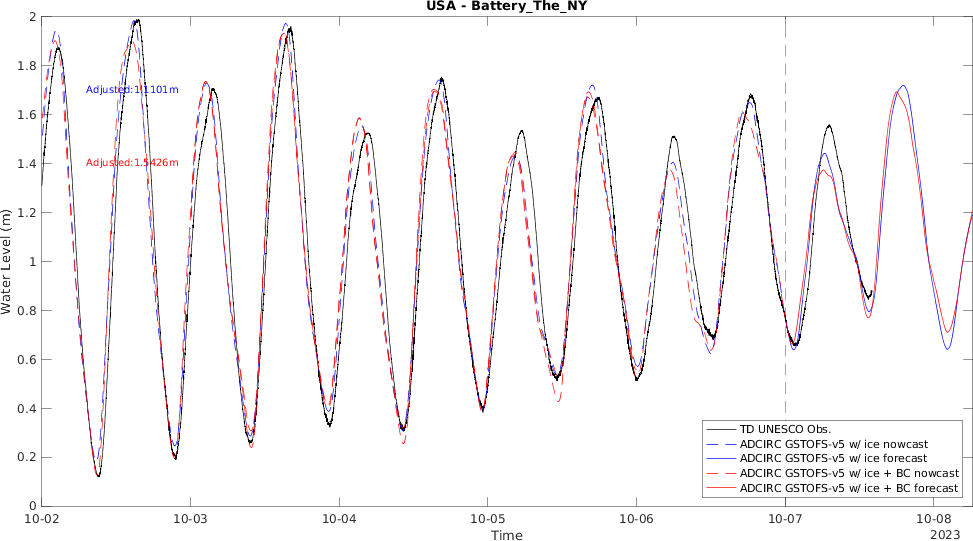 USA - Battery_The_NY
2
1.8
1.6
1.4
1.2
1
0.8
0.6
0.4
0.2
0
Water Level (m)
Adjusted:1.1101m
Adjusted:1.5426m
TD UNESCO Obs.
ADCIRC GSTOFS-v5 w/ ice nowcast
ADCIRC GSTOFS-v5 w/ ice forecast
ADCIRC GSTOFS-v5 w/ ice + BC nowcast
ADCIRC GSTOFS-v5 w/ ice + BC forecast
10-02 10-03 10-04 10-05 10-06 10-07 10-08
Time
2023